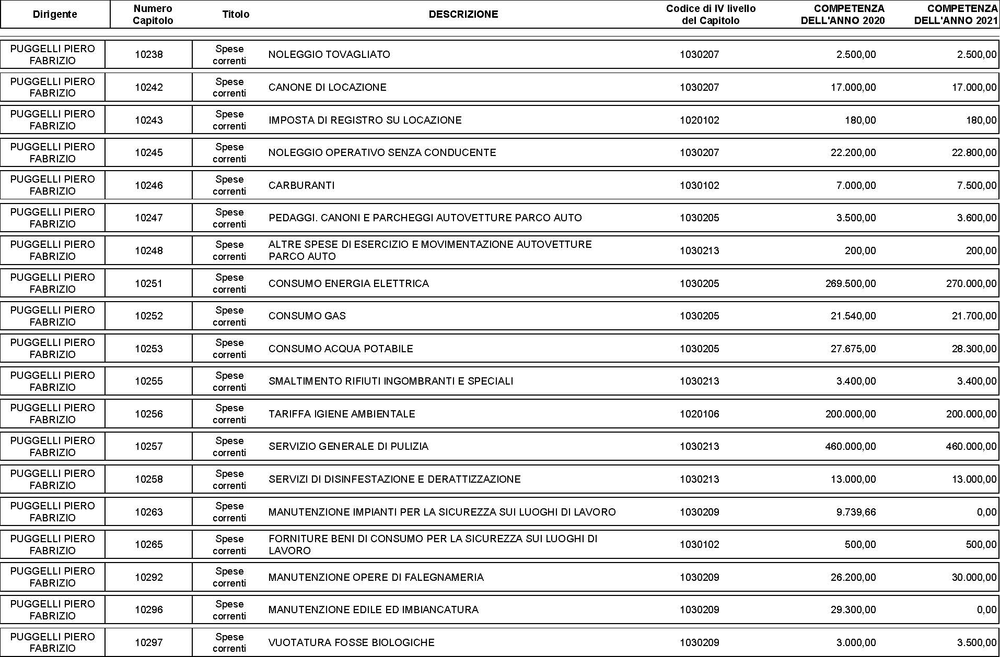 Dirigente Numero Capitolo Titolo DESCRIZIONE Codice di IV livello del Capitolo COMPETENZA DELL'ANNO 2020 COMPETENZA DELL'ANNO 2021
PUGGELLI PIERO FABRIZIO 10238 Spese correnti NOLEGGIO TOVAGLIATO 1030207 2.500,00 2.500,00
PUGGELLI PIERO FABRIZIO 10242 Spese correnti CANONE DI LOCAZIONE 1030207 17.000,00 17.000,00
PUGGELLI PIERO FABRIZIO 10243 Spese correnti IMPOSTA DI REGISTRO SU LOCAZIONE 1020102 180,00 180,00
PUGGELLI PIERO FABRIZIO 10245 Spese correnti NOLEGGIO OPERATIVO SENZA CONDUCENTE 1030207 22.200,00 22.800,00
PUGGELLI PIERO FABRIZIO 10246 Spese correnti CARBURANTI 1030102 7.000,00 7.500,00
PUGGELLI PIERO FABRIZIO 10247 Spese correnti PEDAGGI. CANONI E PARCHEGGI AUTOVETTURE PARCO AUTO 1030205 3.500,00 3.600,00
PUGGELLI PIERO FABRIZIO 10248 Spese correnti ALTRE SPESE DI ESERCIZIO E MOVIMENTAZIONE AUTOVETTURE PARCO AUTO 1030213 200,00 200,00
PUGGELLI PIERO FABRIZIO 10251 Spese correnti CONSUMO ENERGIA ELETTRICA 1030205 269.500,00 270.000,00
PUGGELLI PIERO FABRIZIO 10252 Spese correnti CONSUMO GAS 1030205 21.540,00 21.700,00
PUGGELLI PIERO FABRIZIO 10253 Spese correnti CONSUMO ACQUA POTABILE 1030205 27.675,00 28.300,00
PUGGELLI PIERO FABRIZIO 10255 Spese correnti SMALTIMENTO RIFIUTI INGOMBRANTI E SPECIALI 1030213 3.400,00 3.400,00
PUGGELLI PIERO FABRIZIO 10256 Spese correnti TARIFFA IGIENE AMBIENTALE 1020106 200.000,00 200.000,00
PUGGELLI PIERO FABRIZIO 10257 Spese correnti SERVIZIO GENERALE DI PULIZIA 1030213 460.000,00 460.000,00
PUGGELLI PIERO FABRIZIO 10258 Spese correnti SERVIZI DI DISINFESTAZIONE E DERATTIZZAZIONE 1030213 13.000,00 13.000,00
PUGGELLI PIERO FABRIZIO 10263 Spese correnti MANUTENZIONE IMPIANTI PER LA SICUREZZA SUI LUOGHI DI LAVORO 1030209 9.739,66 0,00
PUGGELLI PIERO FABRIZIO 10265 Spese correnti FORNITURE BENI DI CONSUMO PER LA SICUREZZA SUI LUOGHI DI LAVORO 1030102 500,00 500,00
PUGGELLI PIERO FABRIZIO 10292 Spese correnti MANUTENZIONE OPERE DI FALEGNAMERIA 1030209 26.200,00 30.000,00
PUGGELLI PIERO FABRIZIO 10296 Spese correnti MANUTENZIONE EDILE ED IMBIANCATURA 1030209 29.300,00 0,00
PUGGELLI PIERO FABRIZIO 10297 Spese correnti VUOTATURA FOSSE BIOLOGICHE 1030209 3.000,00 3.500,00